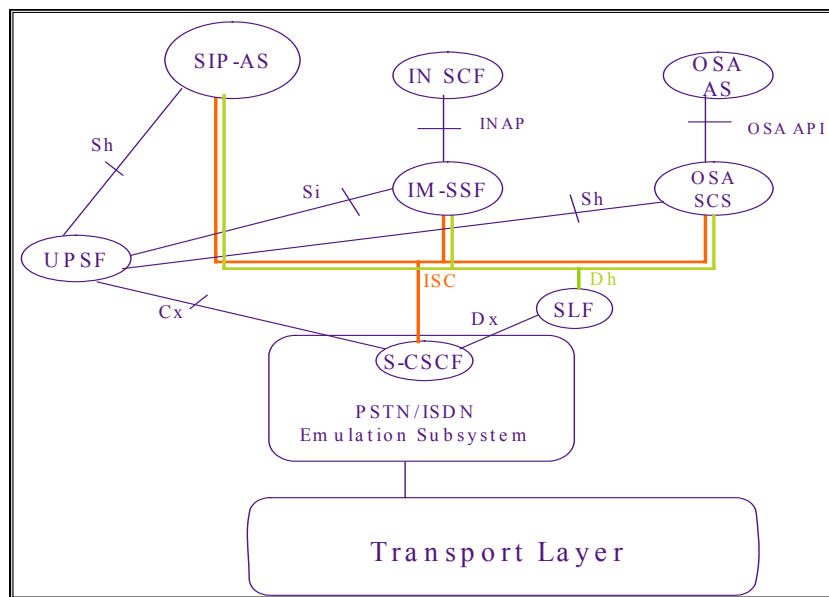 SIP-AS
IN SCF
OSA
AS
INAP
OSA API
Sh
Si
IM-SSF
Sh
OSA
SCS
UPSF
ISC
Dh
Cx
Dx
SLF
S-CSCF
PSTN/ISDN
Emulation Subsystem
Transport Layer